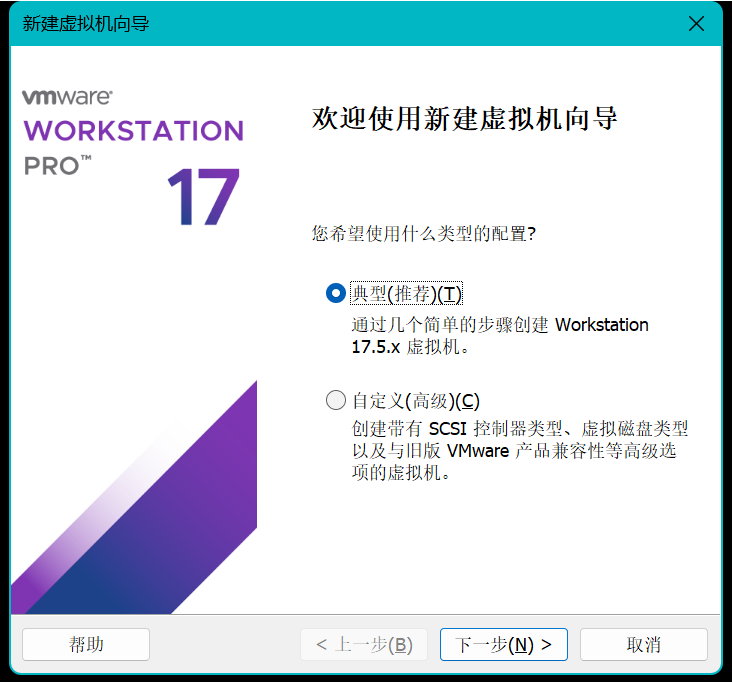 新建虚拟机向导
vmware®
WORKSTATION
PRO™
17
欢迎使用新建虚拟机向导
您希望使用什么类型的配置?
典型(推荐)(T)
通过几个简单的步骤创建 Workstation
17.5.x 虚拟机。
自定义(高级)(C)
创建带有 SCSI 控制器类型、虚拟磁盘类型
以及与旧版 VMware 产品兼容性等高级选
项的虚拟机。
帮助
< 上一步(B)
下一步(N) >
取消